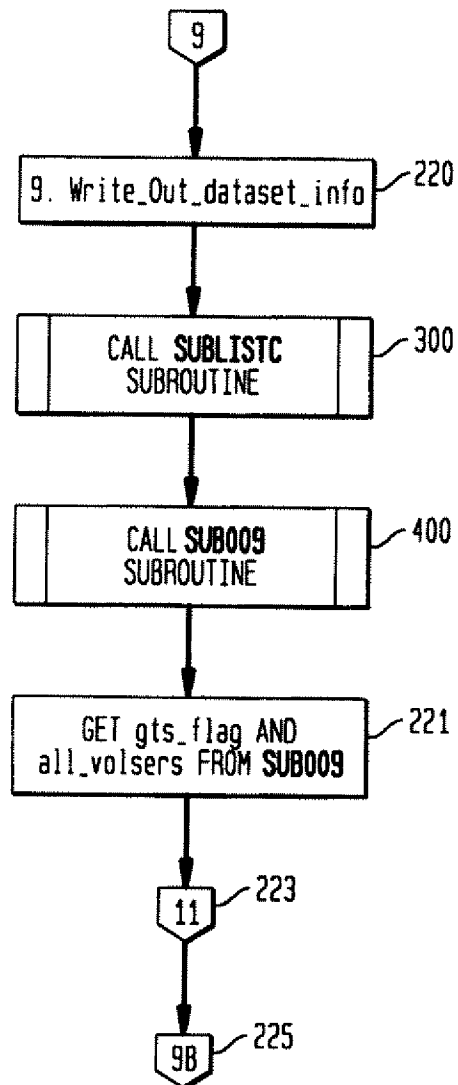 9
9. Write_Out_dataset_info
220
CALL SUBLISTC
SUBROUTINE
300
CALL SUB009
SUBROUTINE
400
GET gts_flag AND
all_volsers FROM SUB009
221
11
223
9B
225